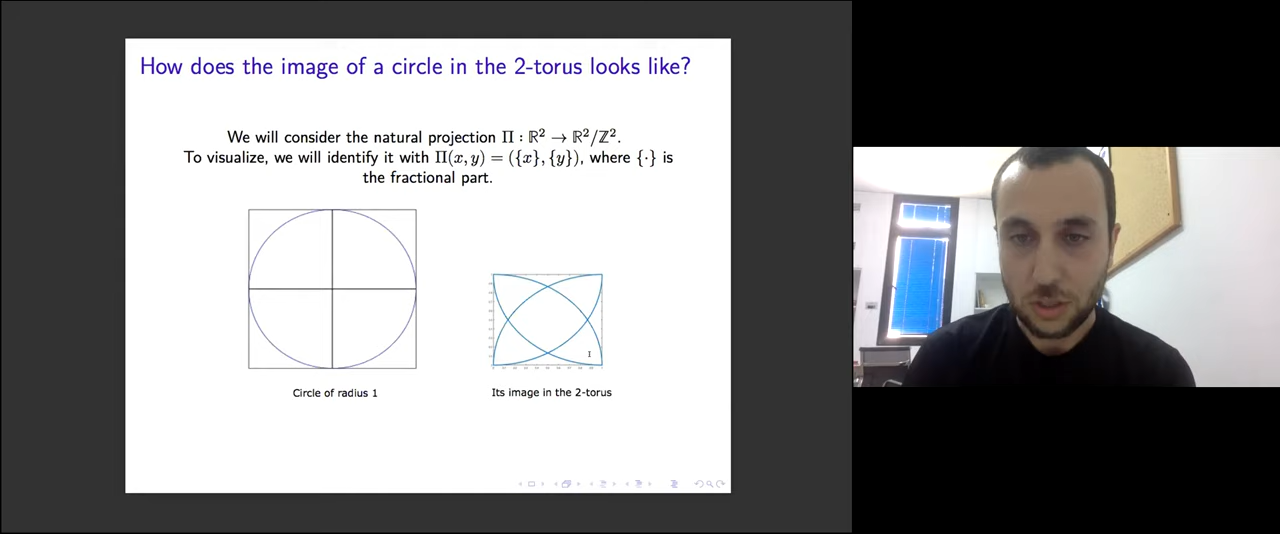 How does the image of a circle in the 2-torus looks like?
We will consider the natural projection Π : ℝ² → ℝ²/ℤ².
To visualize, we will identify it with Π(x, y) = ({x}, {y}), where {·} is
the fractional part.
Circle of radius 1
Its image in the 2-torus